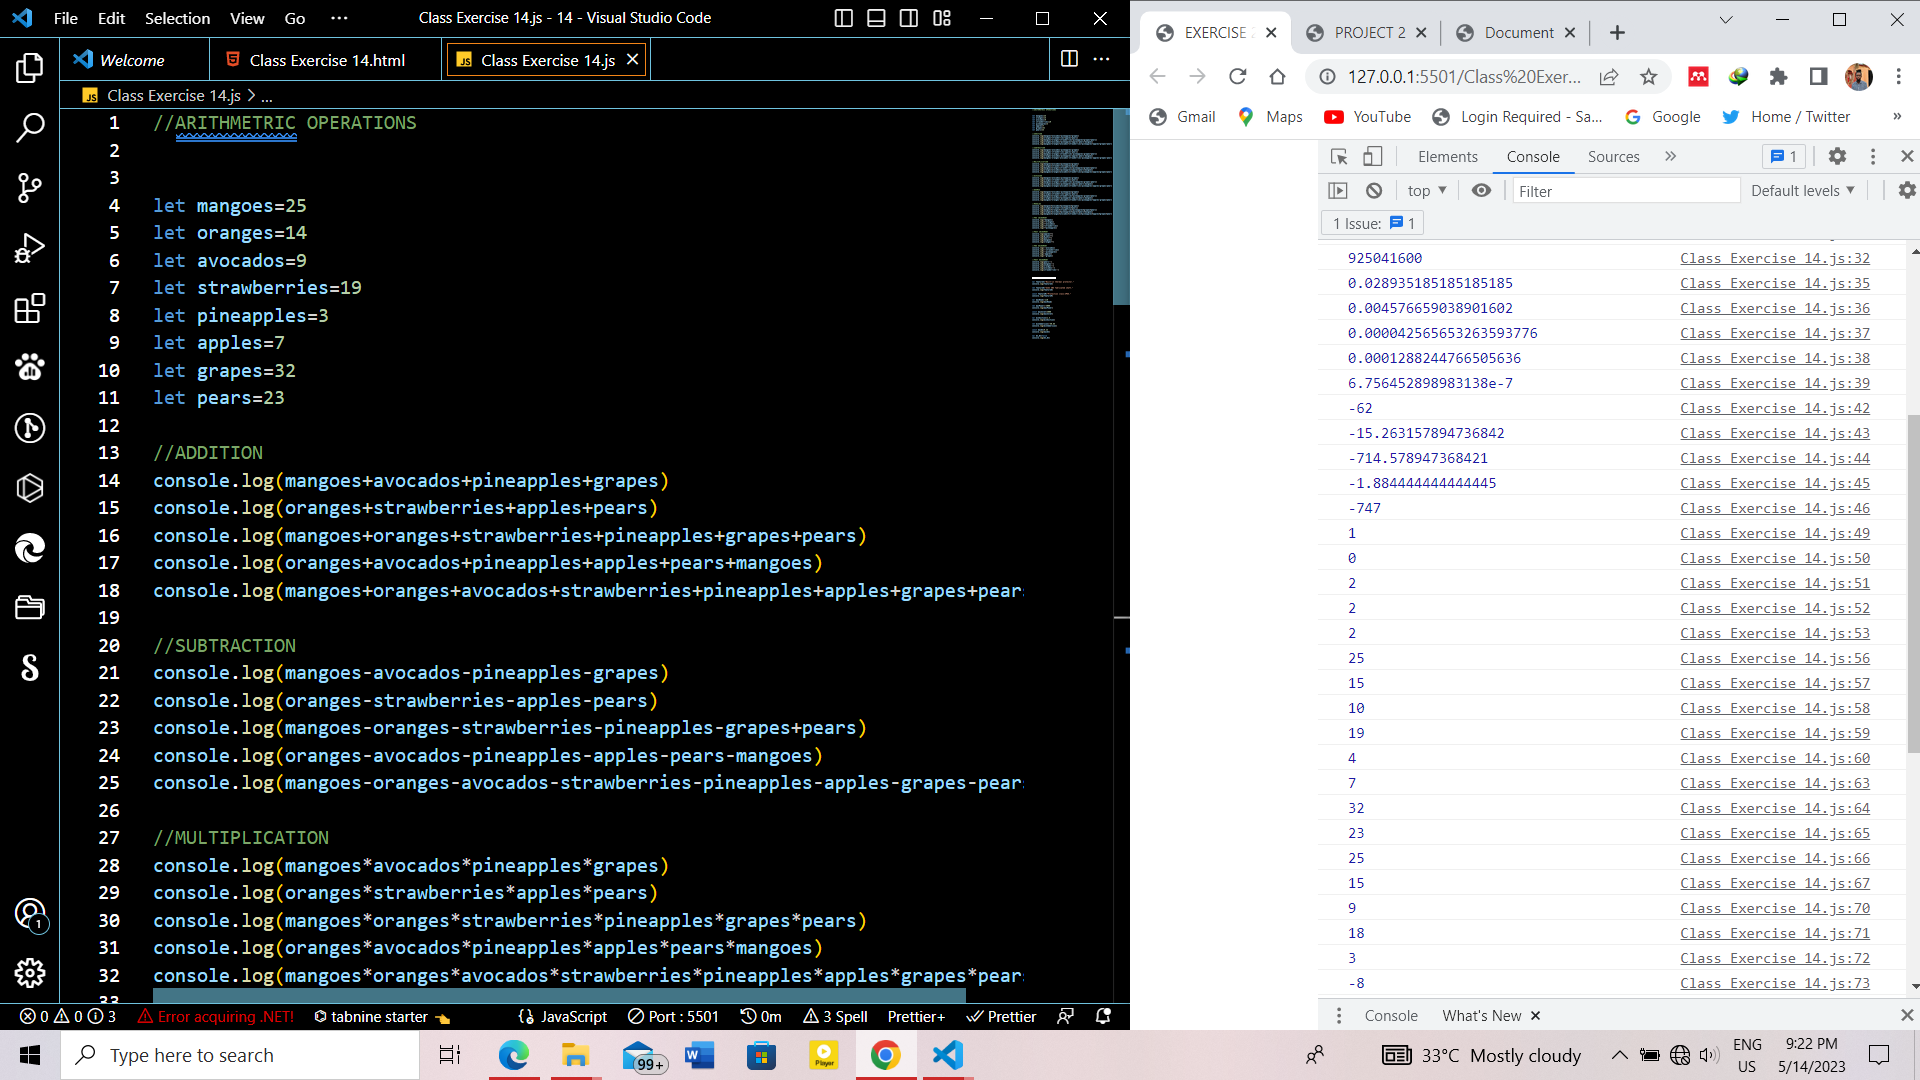 File Edit Selection View Go ··· Class Exercise 14.js - 14 - Visual Studio Code
Welcome Class Exercise 14.html JS Class Exercise 14.js
JS Class Exercise 14.js > ...
1 //ARITHMETRIC OPERATIONS
2
3
4 let mangoes=25
5 let oranges=14
6 let avocados=9
7 let strawberries=19
8 let pineapples=3
9 let apples=7
10 let grapes=32
11 let pears=23
12
13 //ADDITION
14 console.log(mangoes+avocados+pineapples+grapes)
15 console.log(oranges+strawberries+apples+pears)
16 console.log(mangoes+oranges+strawberries+pineapples+grapes+pears)
17 console.log(oranges+avocados+pineapples+apples+pears+mangoes)
18 console.log(mangoes+oranges+avocados+strawberries+pineapples+apples+grapes+pear
19
20 //SUBTRACTION
21 console.log(mangoes-avocados-pineapples-grapes)
22 console.log(oranges-strawberries-apples-pears)
23 console.log(mangoes-oranges-strawberries-pineapples-grapes+pears)
24 console.log(oranges-avocados-pineapples-apples-pears-mangoes)
25 console.log(mangoes-oranges-avocados-strawberries-pineapples-apples-grapes-pear
26
27 //MULTIPLICATION
28 console.log(mangoes*avocados*pineapples*grapes)
29 console.log(oranges*strawberries*apples*pears)
30 console.log(mangoes*oranges*strawberries*pineapples*grapes*pears)
31 console.log(oranges*avocados*pineapples*apples*pears*mangoes)
32 console.log(mangoes*oranges*avocados*strawberries*pineapples*apples*grapes*pear
33
1
0 0 3 Error acquiring .NET! tabnine starter JavaScript Port : 5501 0m 3 Spell Prettier+ Prettier
EXERCISE PROJECT 2 Document
127.0.0.1:5501/Class%20Exer...
Gmail Maps YouTube Login Required - Sa... Google Home / Twitter »
Elements Console Sources » 1
top Filter Default levels
1 Issue: 1
925041600 Class Exercise 14.js:32
0.028935185185185185 Class Exercise 14.js:35
0.004576659038901602 Class Exercise 14.js:36
0.000042565653263593776 Class Exercise 14.js:37
0.0001288244766505636 Class Exercise 14.js:38
6.756452898983138e-7 Class Exercise 14.js:39
-62 Class Exercise 14.js:42
-15.263157894736842 Class Exercise 14.js:43
-714.578947368421 Class Exercise 14.js:44
-1.884444444444445 Class Exercise 14.js:45
-747 Class Exercise 14.js:46
1 Class Exercise 14.js:49
0 Class Exercise 14.js:50
2 Class Exercise 14.js:51
2 Class Exercise 14.js:52
2 Class Exercise 14.js:53
25 Class Exercise 14.js:56
15 Class Exercise 14.js:57
10 Class Exercise 14.js:58
19 Class Exercise 14.js:59
4 Class Exercise 14.js:60
7 Class Exercise 14.js:63
32 Class Exercise 14.js:64
23 Class Exercise 14.js:65
25 Class Exercise 14.js:66
15 Class Exercise 14.js:67
9 Class Exercise 14.js:70
18 Class Exercise 14.js:71
3 Class Exercise 14.js:72
-8 Class Exercise 14.js:73
Console What's New
Type here to search 99+ Player 33°C Mostly cloudy ENG US 9:22 PM 5/14/2023